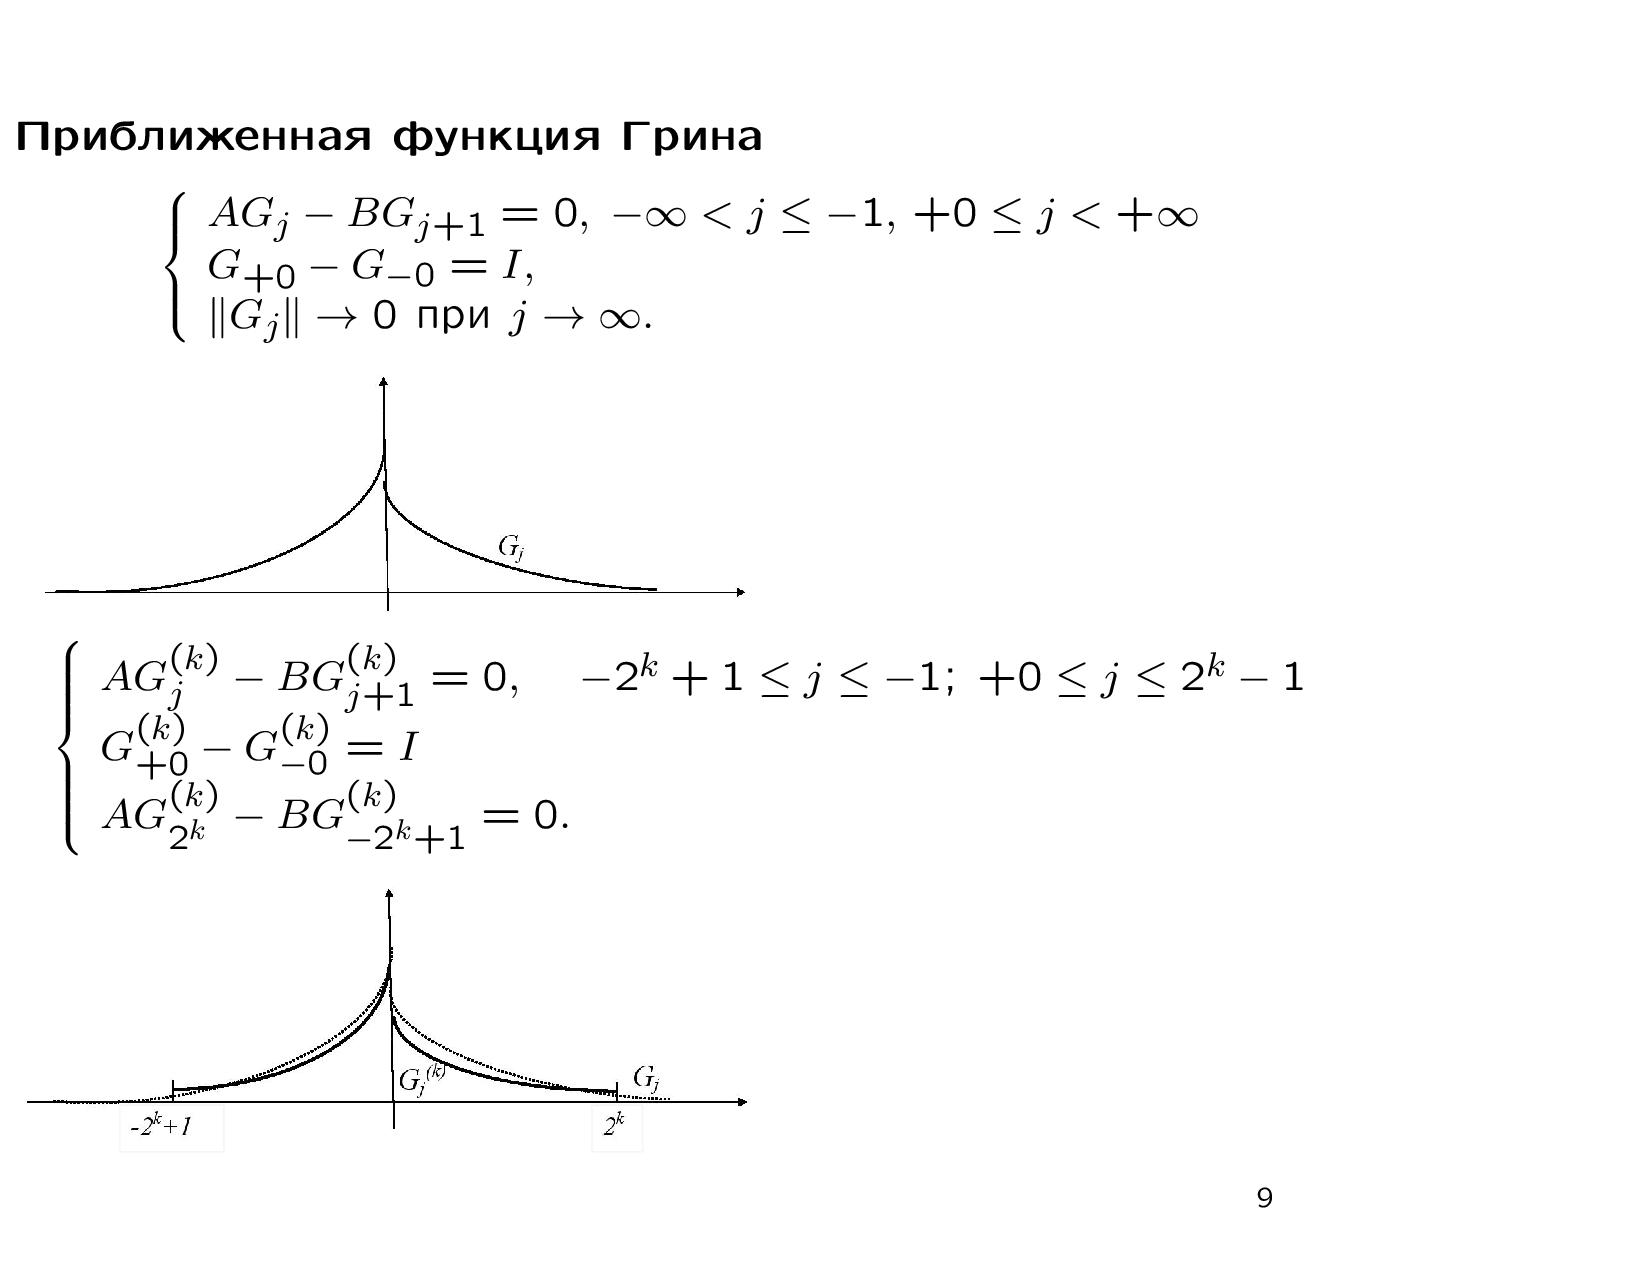 Приближенная функция Грина
AG_j − BG_{j+1} = 0, −∞ < j ≤ −1, +0 ≤ j < +∞
G_{+0} − G_{−0} = I,
‖G_j‖ → 0 при j → ∞.
G_j
AG_j^{(k)} − BG_{j+1}^{(k)} = 0, −2^k + 1 ≤ j ≤ −1; +0 ≤ j ≤ 2^k − 1
G_{+0}^{(k)} − G_{−0}^{(k)} = I
AG_{2^k}^{(k)} − BG_{−2^k+1}^{(k)} = 0.
G_j^{(k)} G_j
-2^k+1 2^k
9